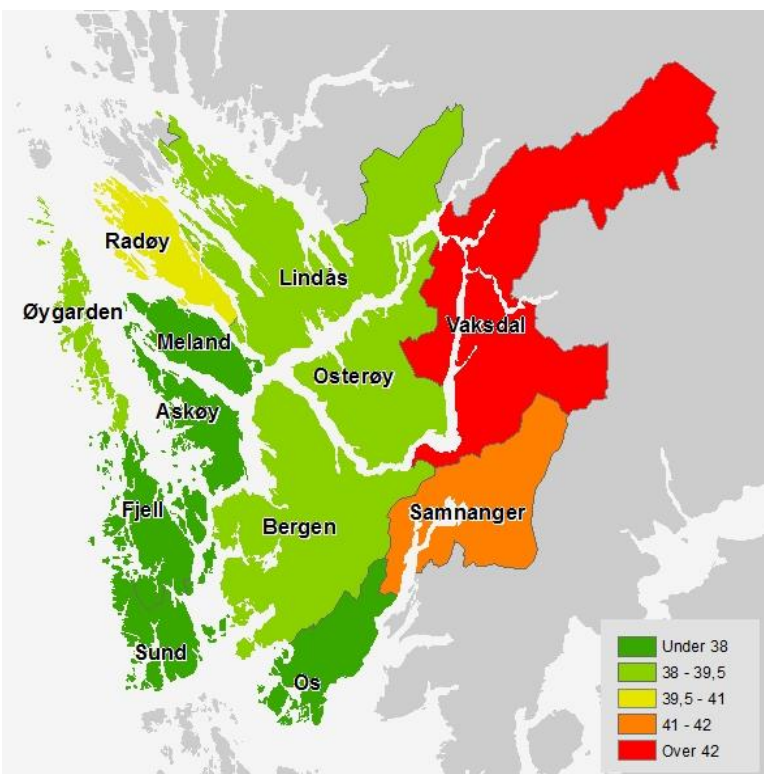 Radøy
Lindås
Øygarden
Meland
Vaksdal
Osterøy
Askøy
Fjell
Bergen
Samnanger
Sund
Os
Under 38
38 - 39,5
39,5 - 41
41 - 42
Over 42